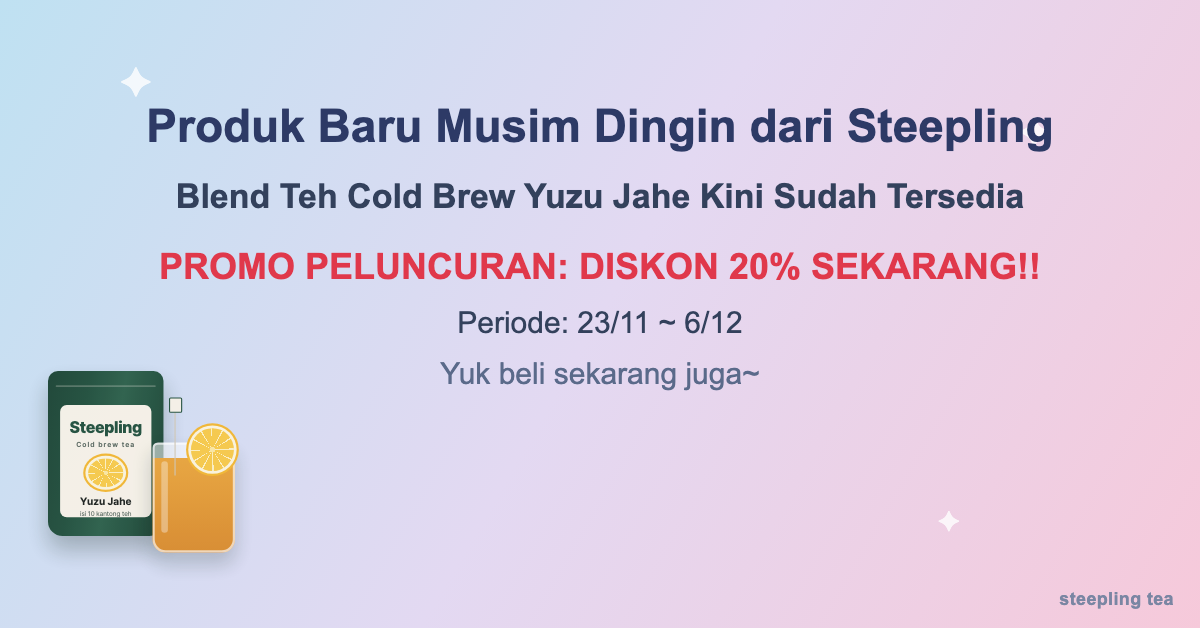 Produk Baru Musim Dingin dari Steepling
Blend Teh Cold Brew Yuzu Jahe Kini Sudah Tersedia
PROMO PELUNCURAN: DISKON 20% SEKARANG!!
Periode: 23/11 ~ 6/12
Yuk beli sekarang juga~
Steepling
Cold brew tea
Yuzu Jahe
isi 10 kantong teh
steepling tea